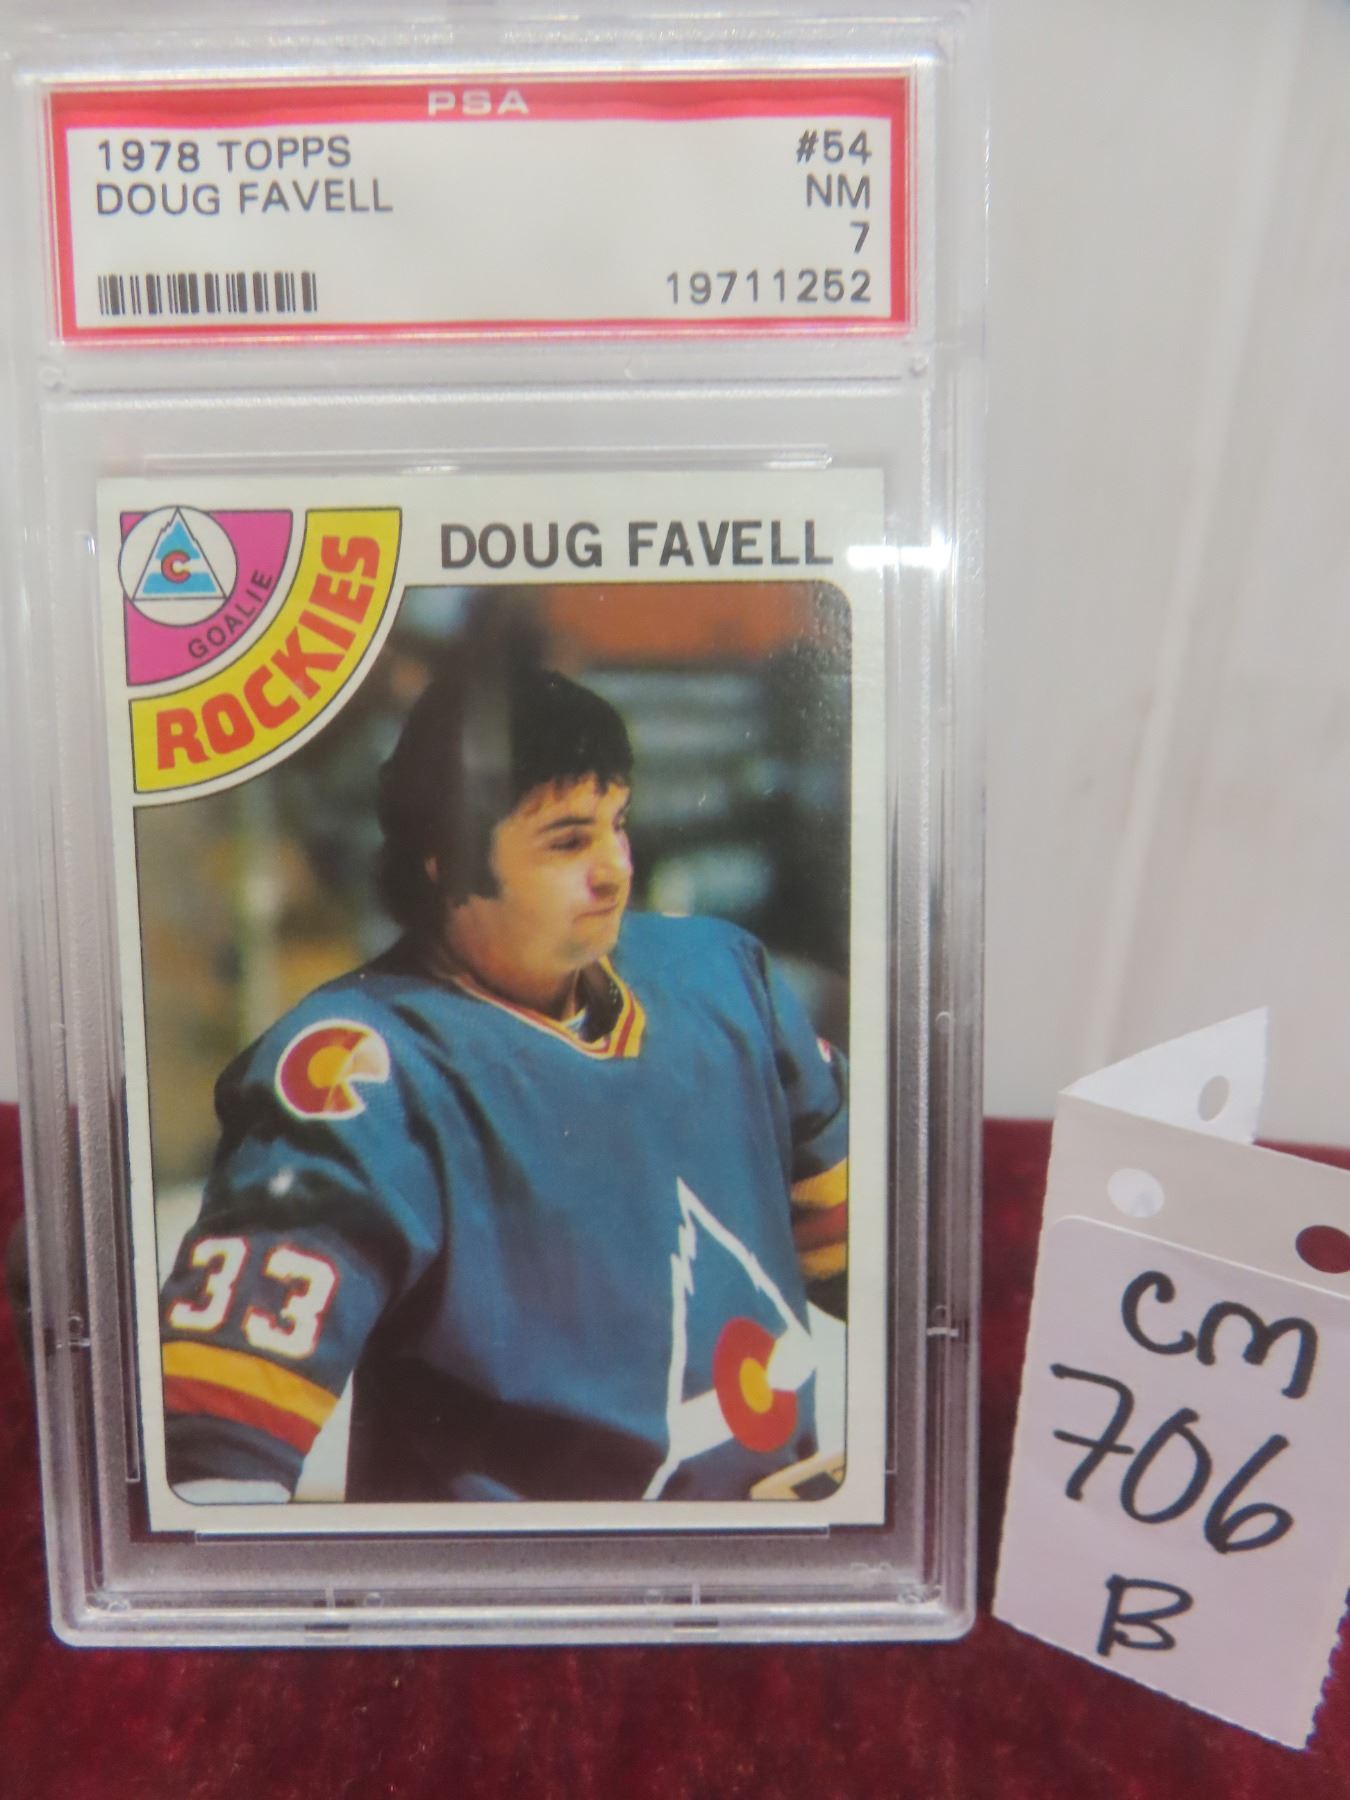 PSA
1978 TOPPS #54
DOUG FAVELL NM
7
19711252
C
GOALIE
ROCKIES
DOUG FAVELL
33
CM
706
B